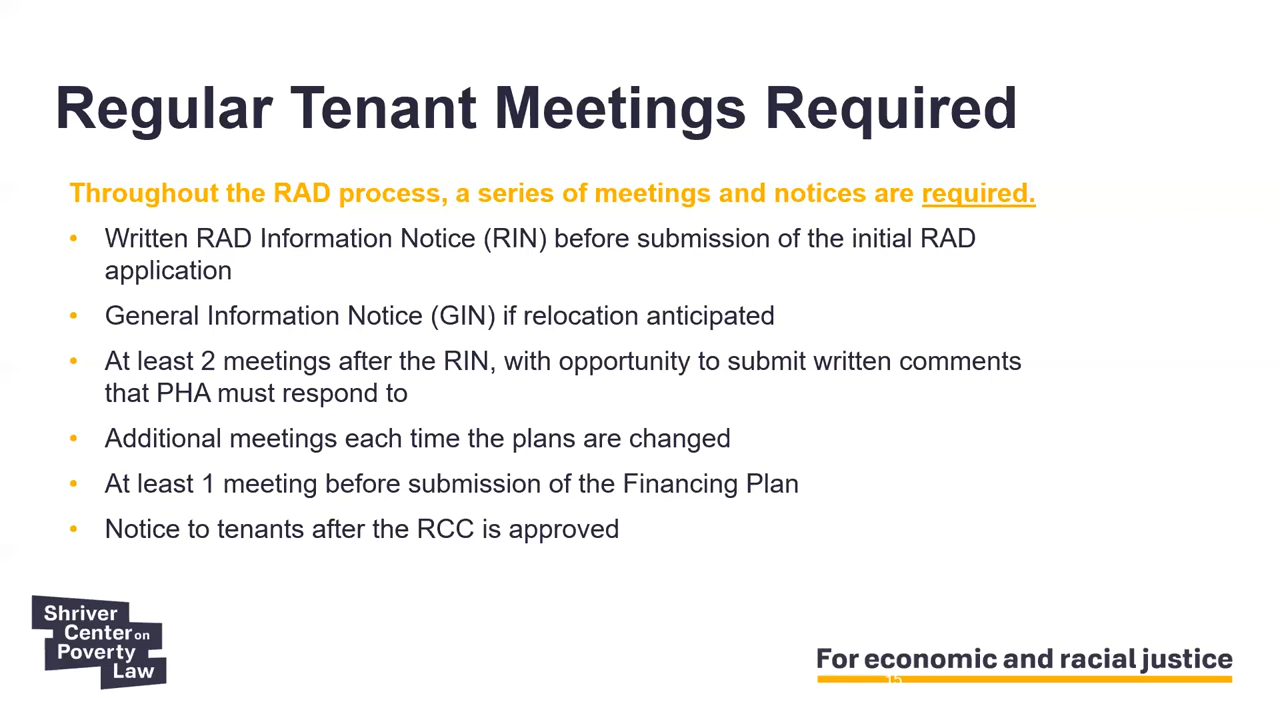 Regular Tenant Meetings Required
Throughout the RAD process, a series of meetings and notices are required.
• Written RAD Information Notice (RIN) before submission of the initial RAD
application
• General Information Notice (GIN) if relocation anticipated
• At least 2 meetings after the RIN, with opportunity to submit written comments
that PHA must respond to
• Additional meetings each time the plans are changed
• At least 1 meeting before submission of the Financing Plan
• Notice to tenants after the RCC is approved
Shriver
Center on
Poverty
Law
For economic and racial justice
15